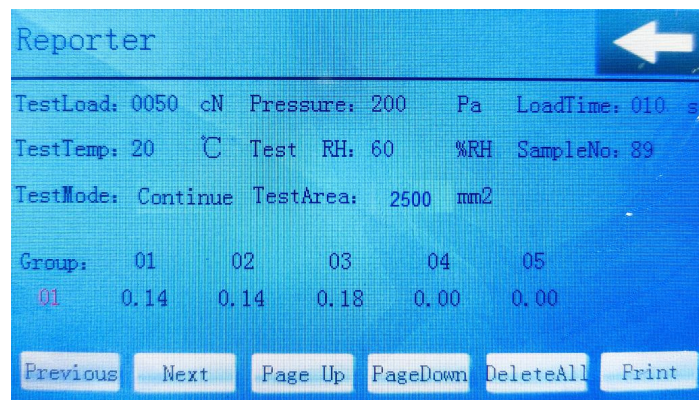 Reporter
TestLoad: 0050 cN Pressure: 200 Pa LoadTime: 010 s
TestTemp: 20 ℃ Test RH: 60 %RH SampleNo: 89
TestMode: Continue TestArea: 2500 mm2
Group: 01 02 03 04 05
01 0.14 0.14 0.18 0.00 0.00
Previous Next Page Up PageDown DeleteAll Print